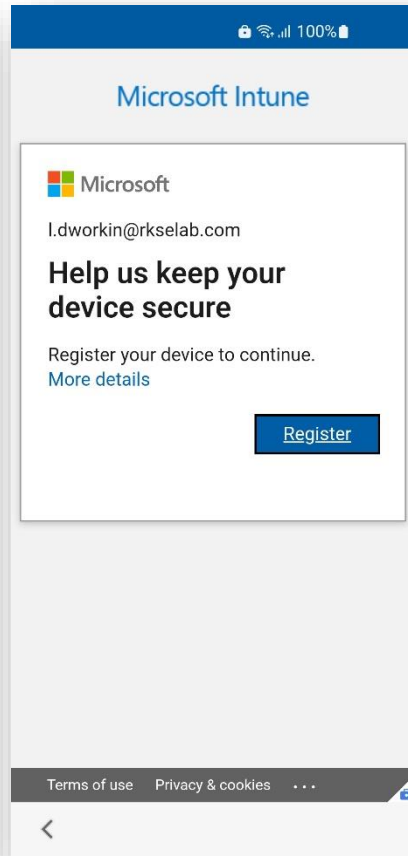 100%
Microsoft Intune
Microsoft
l.dworkin@rkselab.com
Help us keep your
device secure
Register your device to continue.
More details
Register
Terms of use Privacy & cookies ...